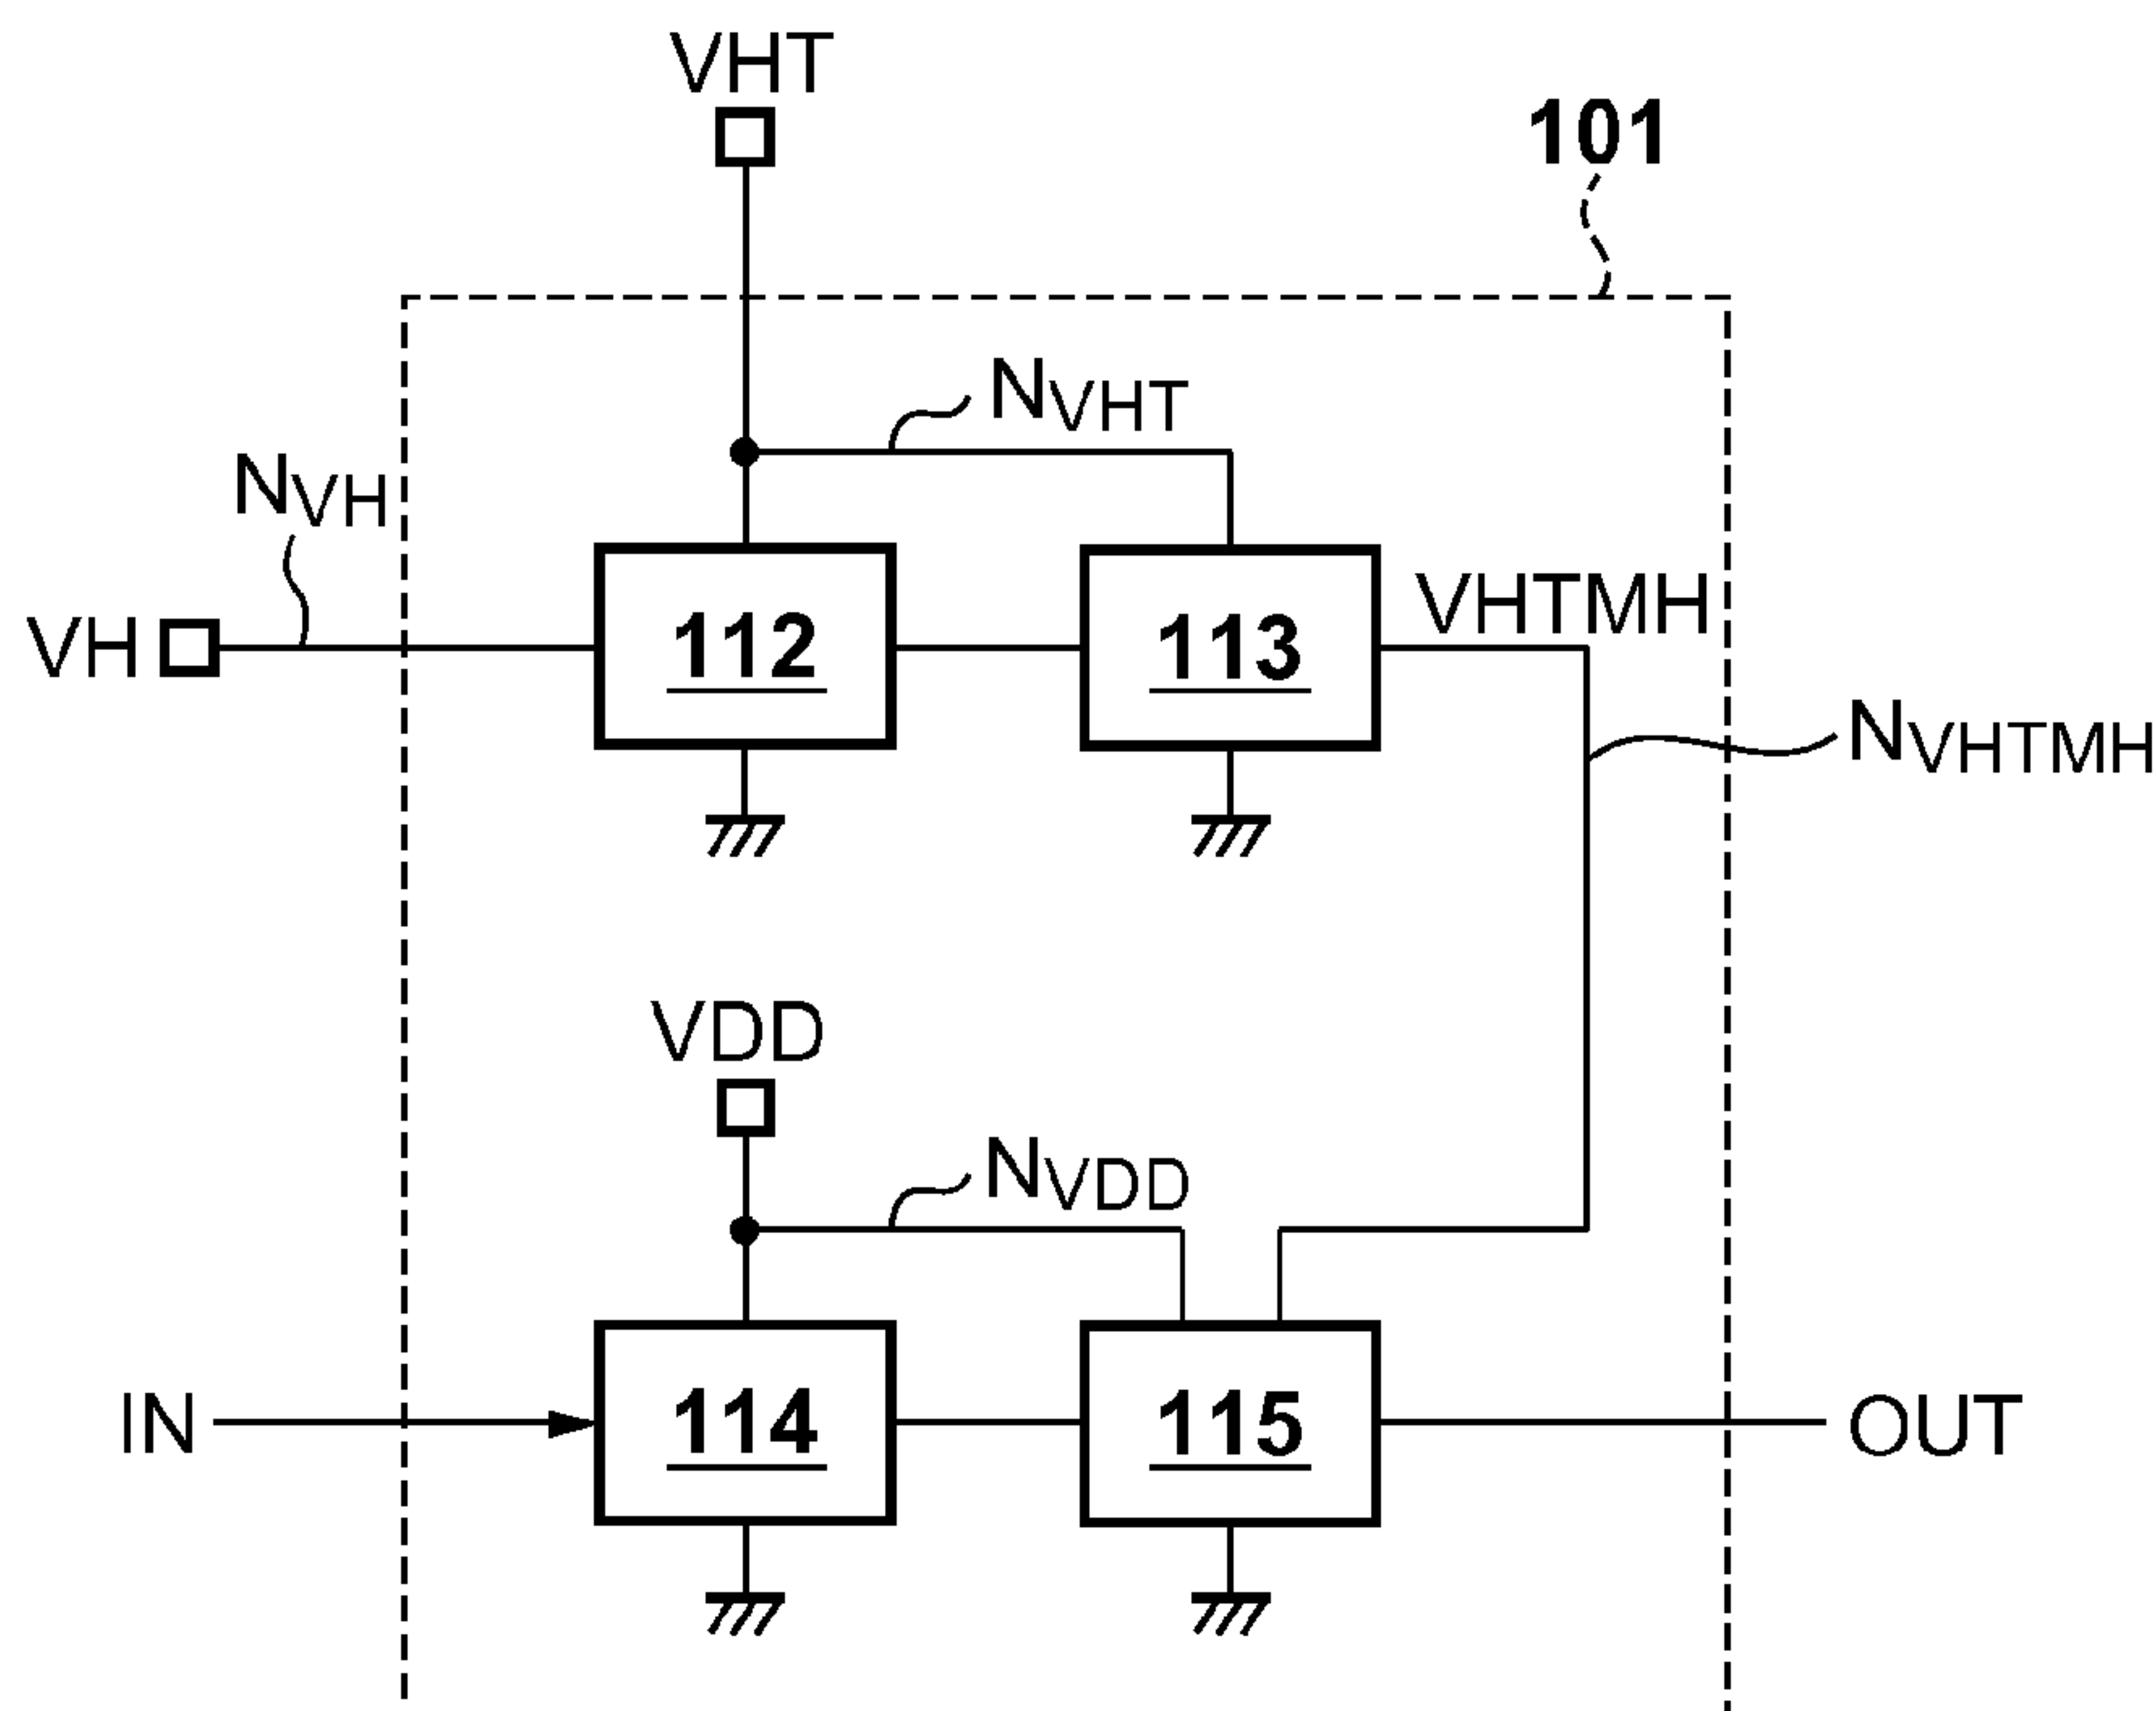 VHT
101
NVHT
NVH
VH
112
113
VHTMH
NVHTMH
VDD
NVDD
IN
114
115
OUT